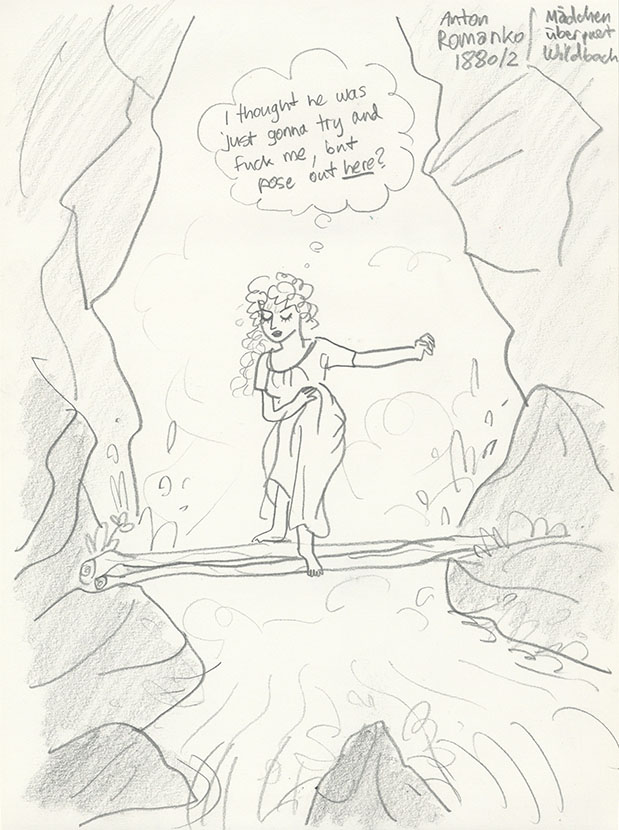 Anton
Romanko
1880/2
Mädchen
überquert
Wildbach
I thought he was
just gonna try and
fuck me, but
pose out here?